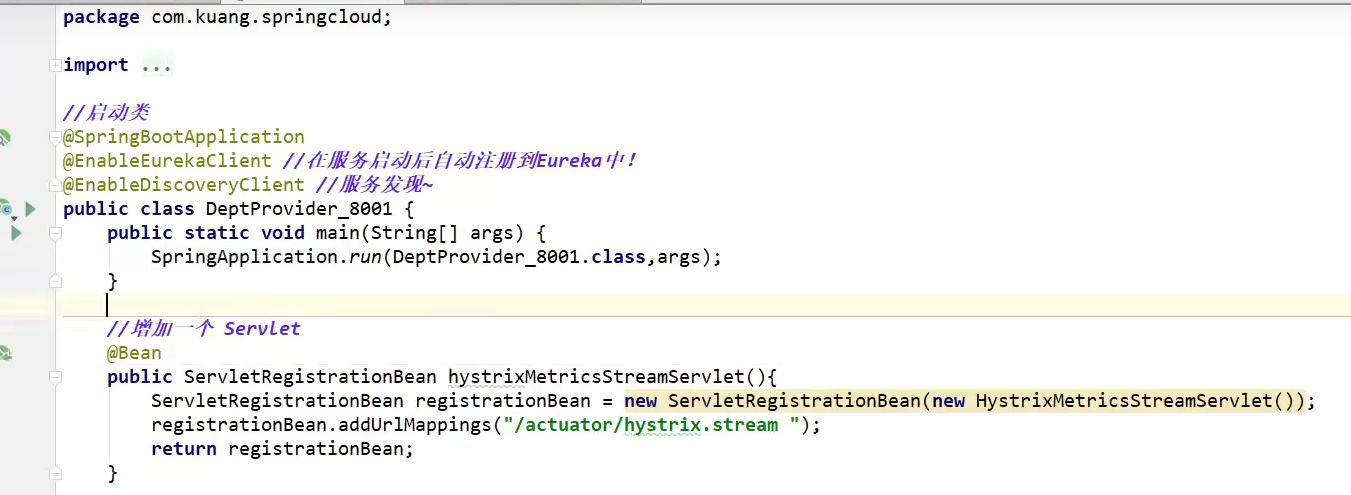 package com.kuang.springcloud;
import ...
//启动类
@SpringBootApplication
@EnableEurekaClient //在服务启动后自动注册到Eureka中!
@EnableDiscoveryClient //服务发现~
public class DeptProvider_8001 {
public static void main(String[] args) {
SpringApplication.run(DeptProvider_8001.class,args);
}
//增加一个 Servlet
@Bean
public ServletRegistrationBean hystrixMetricsStreamServlet(){
ServletRegistrationBean registrationBean = new ServletRegistrationBean(new HystrixMetricsStreamServlet());
registrationBean.addUrlMappings("/actuator/hystrix.stream ");
return registrationBean;
}